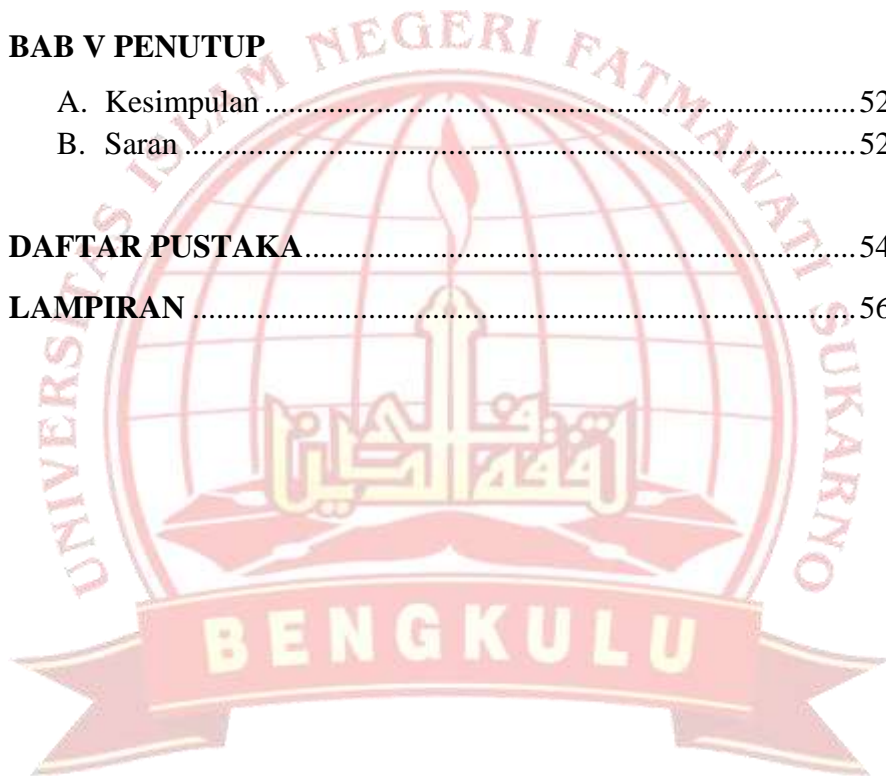 BAB V PENUTUP
A. Kesimpulan ........................................................................... 52
B. Saran ...................................................................................... 52
DAFTAR PUSTAKA ...................................................................... 54
LAMPIRAN .................................................................................... 56
UNIVERSITAS ISLAM NEGERI FATMAWATI SUKARNO
BENGKULU